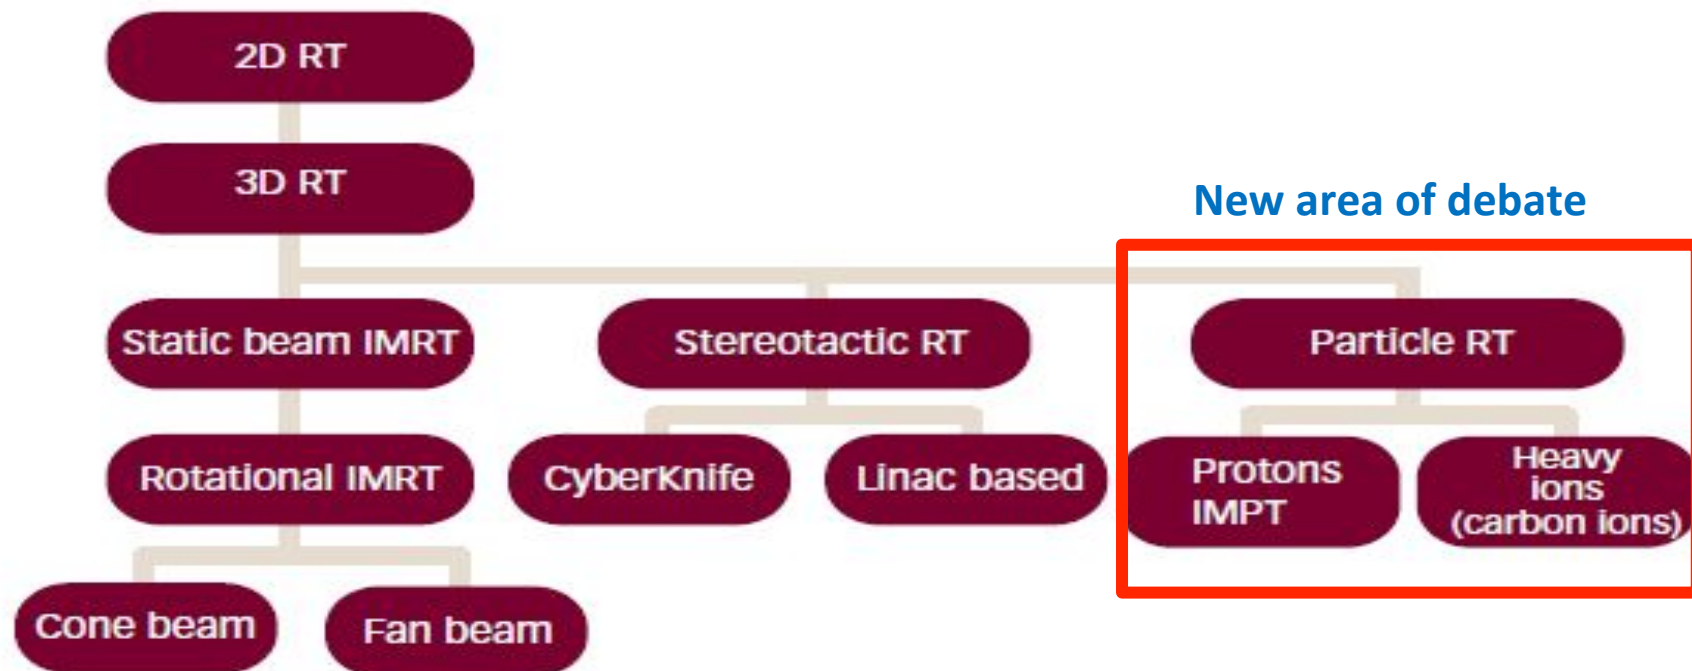 2D RT
3D RT
New area of debate
Static beam IMRT
Stereotactic RT
Particle RT
Rotational IMRT
CyberKnife
Linac based
Protons
IMPT
Heavy
ions
(carbon ions)
Cone beam
Fan beam